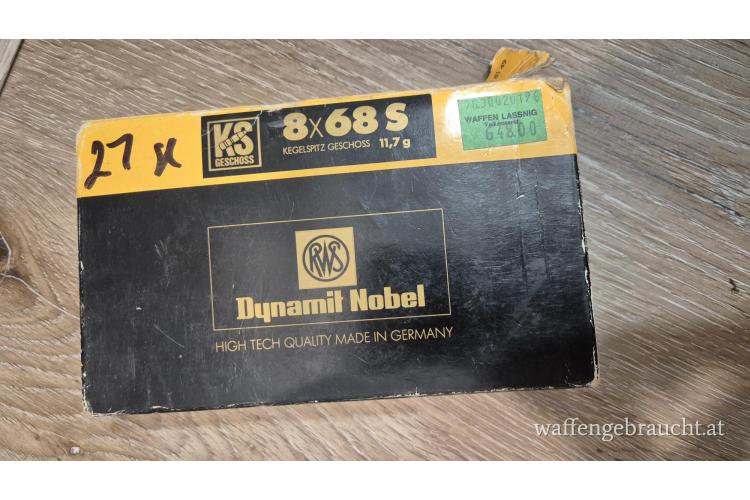 27 x
KS
GESCHOSS
8x68 S
KEGELSPITZ GESCHOSS 11,7g
WAFFEN LASSNIG
648.00
RWS
Dynamit Nobel
HIGH TECH QUALITY MADE IN GERMANY
waffengebraucht.at